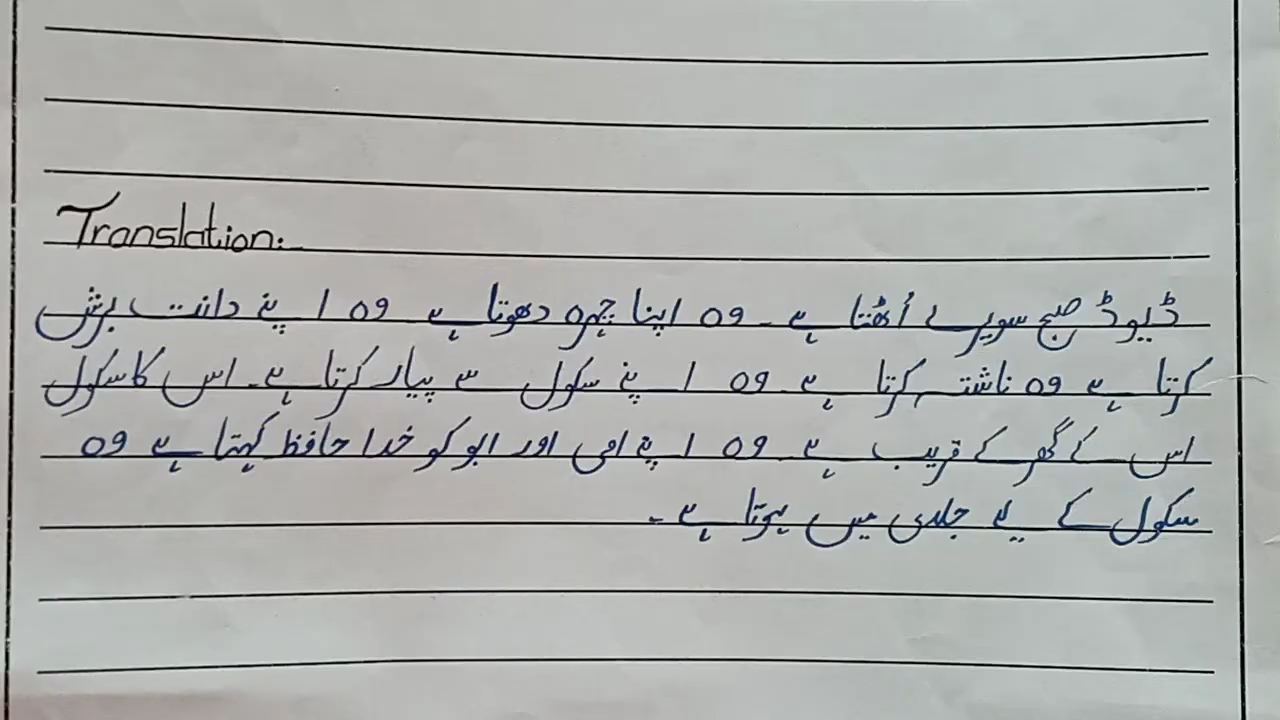 Translation:
ڈیوڈ صبح سویرے اُٹھتا ہے۔ وہ اپنا چہرہ دھوتا ہے وہ اپنے دانت برش
کرتا ہے وہ ناشتہ کرتا ہے۔ وہ اپنے سکول سے پیار کرتا ہے۔ اس کا سکول
اس کے گھر کے قریب ہے۔ وہ اپنے امی اور ابو کو خدا حافظ کہتا ہے وہ
سکول کے لیے جلدی میں ہوتا ہے۔